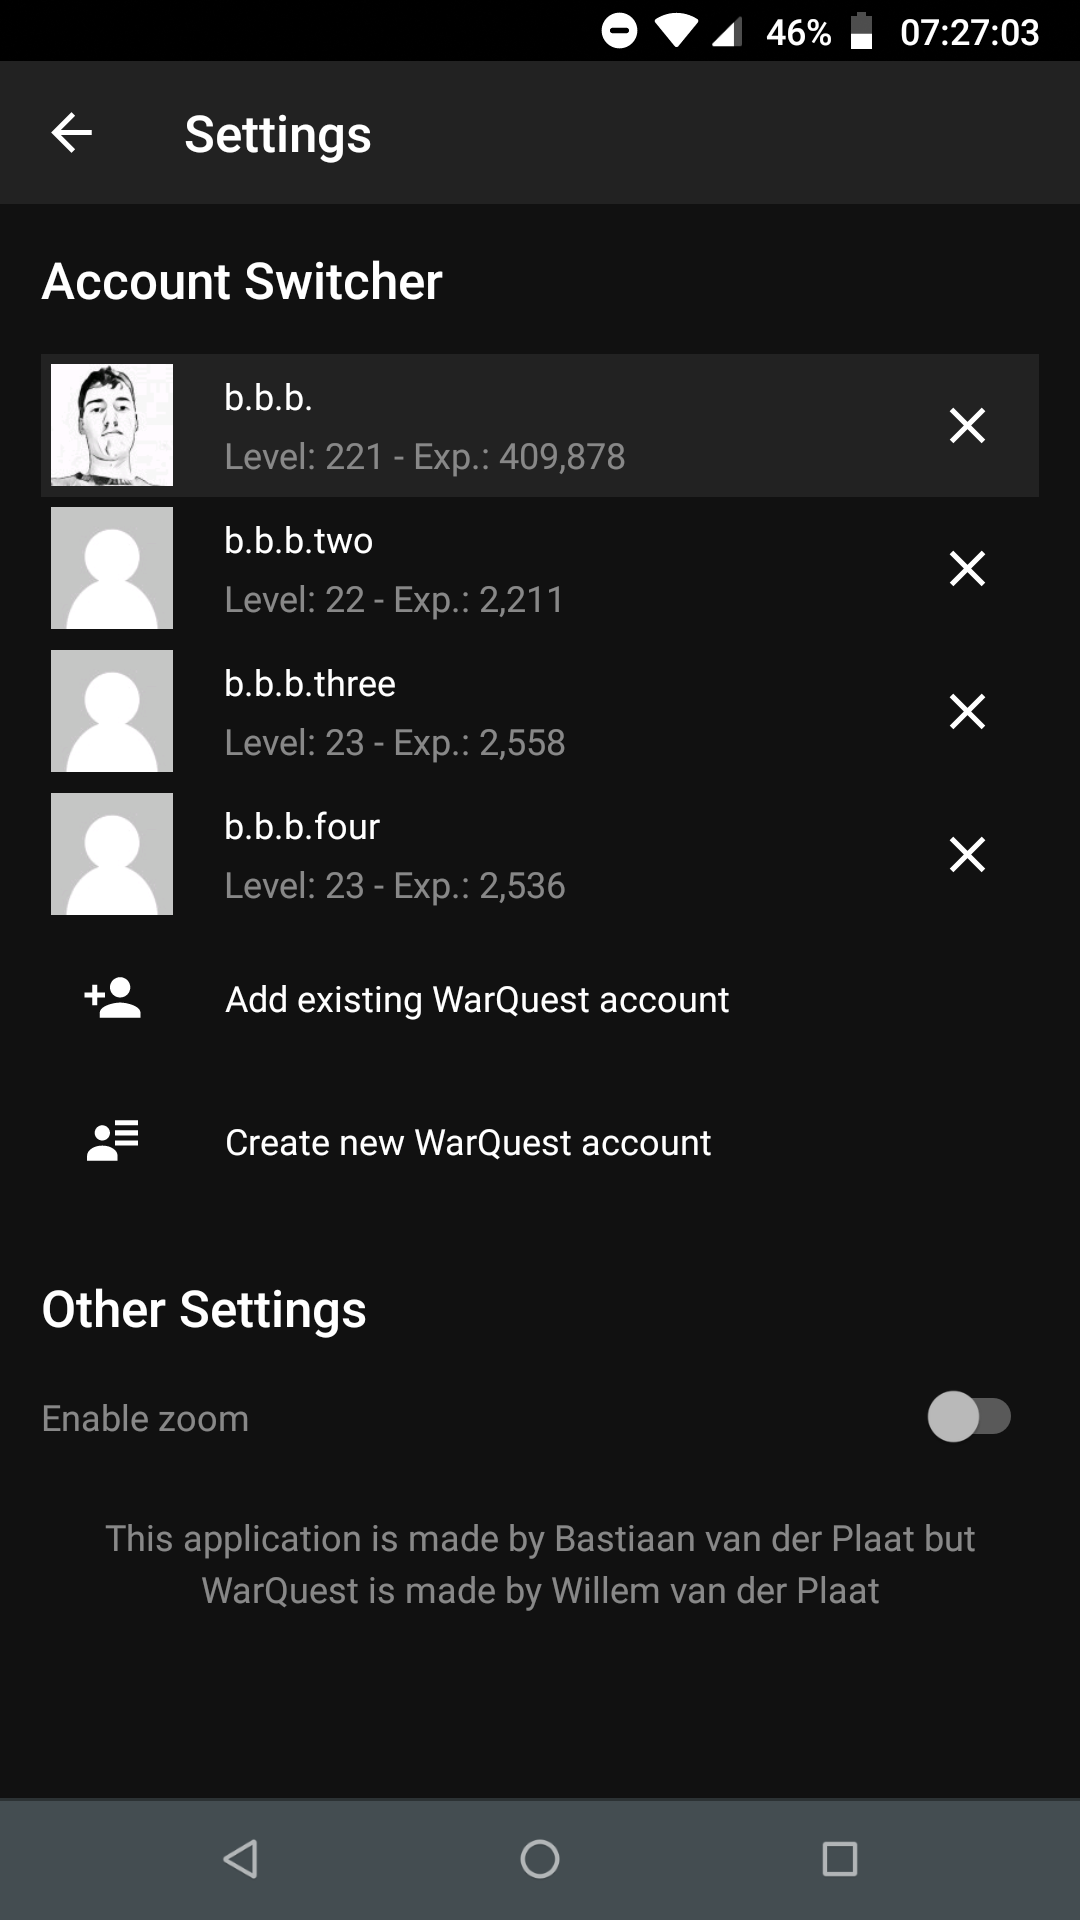 46% 07:27:03
Settings
Account Switcher
b.b.b.
Level: 221 - Exp.: 409,878
b.b.b.two
Level: 22 - Exp.: 2,211
b.b.b.three
Level: 23 - Exp.: 2,558
b.b.b.four
Level: 23 - Exp.: 2,536
Add existing WarQuest account
Create new WarQuest account
Other Settings
Enable zoom
This application is made by Bastiaan van der Plaat but
WarQuest is made by Willem van der Plaat